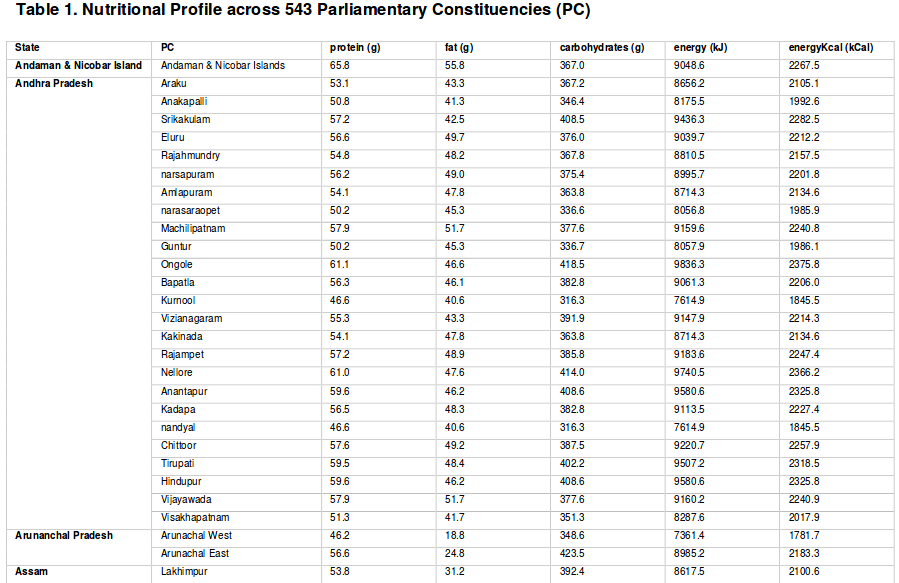 Table 1. Nutritional Profile across 543 Parliamentary Constituencies (PC)
State PC protein (g) fat (g) carbohydrates (g) energy (kJ) energyKcal (kCal)
Andaman & Nicobar Island Andaman & Nicobar Islands 65.8 55.8 367.0 9048.6 2267.5
Andhra Pradesh Araku 53.1 43.3 367.2 8656.2 2105.1
Anakapalli 50.8 41.3 346.4 8175.5 1992.6
Srikakulam 57.2 42.5 408.5 9436.3 2282.5
Eluru 56.6 49.7 376.0 9039.7 2212.2
Rajahmundry 54.8 48.2 367.8 8810.5 2157.5
narsapuram 56.2 49.0 375.4 8995.7 2201.8
Amlapuram 54.1 47.8 363.8 8714.3 2134.6
narasaraopet 50.2 45.3 336.6 8056.8 1985.9
Machilipatnam 57.9 51.7 377.6 9159.6 2240.8
Guntur 50.2 45.3 336.7 8057.9 1986.1
Ongole 61.1 46.6 418.5 9836.3 2375.8
Bapatla 56.3 46.1 382.8 9061.3 2206.0
Kurnool 46.6 40.6 316.3 7614.9 1845.5
Vizianagaram 55.3 43.3 391.9 9147.9 2214.3
Kakinada 54.1 47.8 363.8 8714.3 2134.6
Rajampet 57.2 48.9 385.8 9183.6 2247.4
Nellore 61.0 47.6 414.0 9740.5 2366.2
Anantapur 59.6 46.2 408.6 9580.6 2325.8
Kadapa 56.5 48.3 382.8 9113.5 2227.4
nandyal 46.6 40.6 316.3 7614.9 1845.5
Chittoor 57.6 49.2 387.5 9220.7 2257.9
Tirupati 59.5 48.4 402.2 9507.2 2318.5
Hindupur 59.6 46.2 408.6 9580.6 2325.8
Vijayawada 57.9 51.7 377.6 9160.2 2240.9
Visakhapatnam 51.3 41.7 351.3 8287.6 2017.9
Arunanchal Pradesh Arunachal West 46.2 18.8 348.6 7361.4 1781.7
Arunachal East 56.6 24.8 423.5 8985.2 2183.3
Assam Lakhimpur 53.8 31.2 392.4 8617.5 2100.6